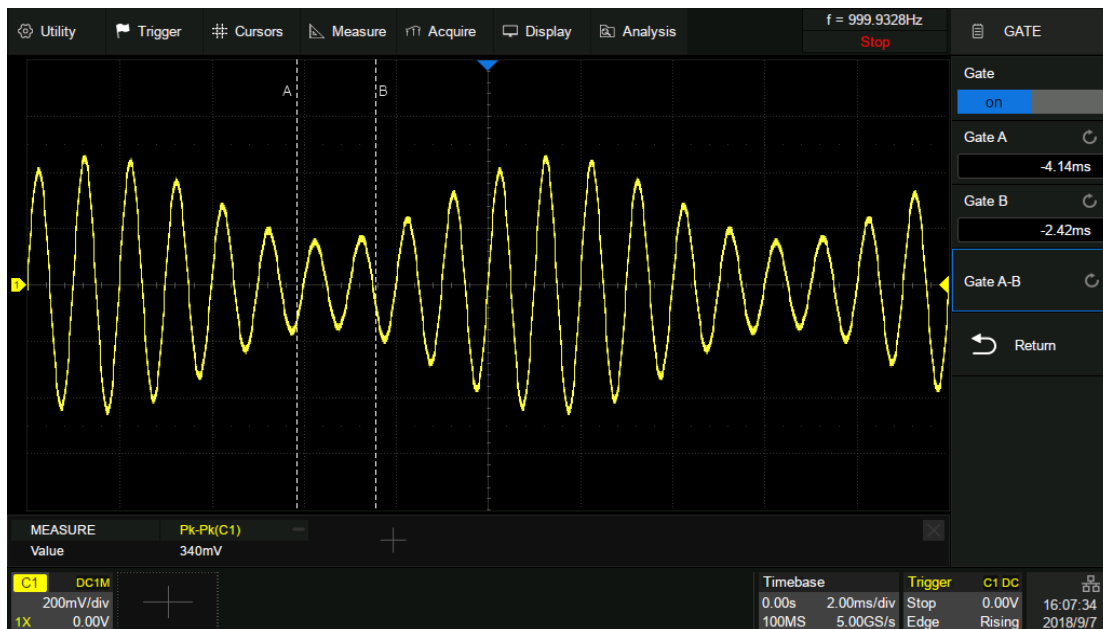 Utility Trigger Cursors Measure Acquire Display Analysis f = 999.9328Hz GATE
Stop
Gate
on
A B
Gate A
-4.14ms
Gate B
-2.42ms
Gate A-B
1
Return
MEASURE Pk-Pk(C1)
Value 340mV
C1 DC1M Timebase Trigger C1 DC
200mV/div 0.00s 2.00ms/div Stop 0.00V 16:07:34
1X 0.00V 100MS 5.00GS/s Edge Rising 2018/9/7